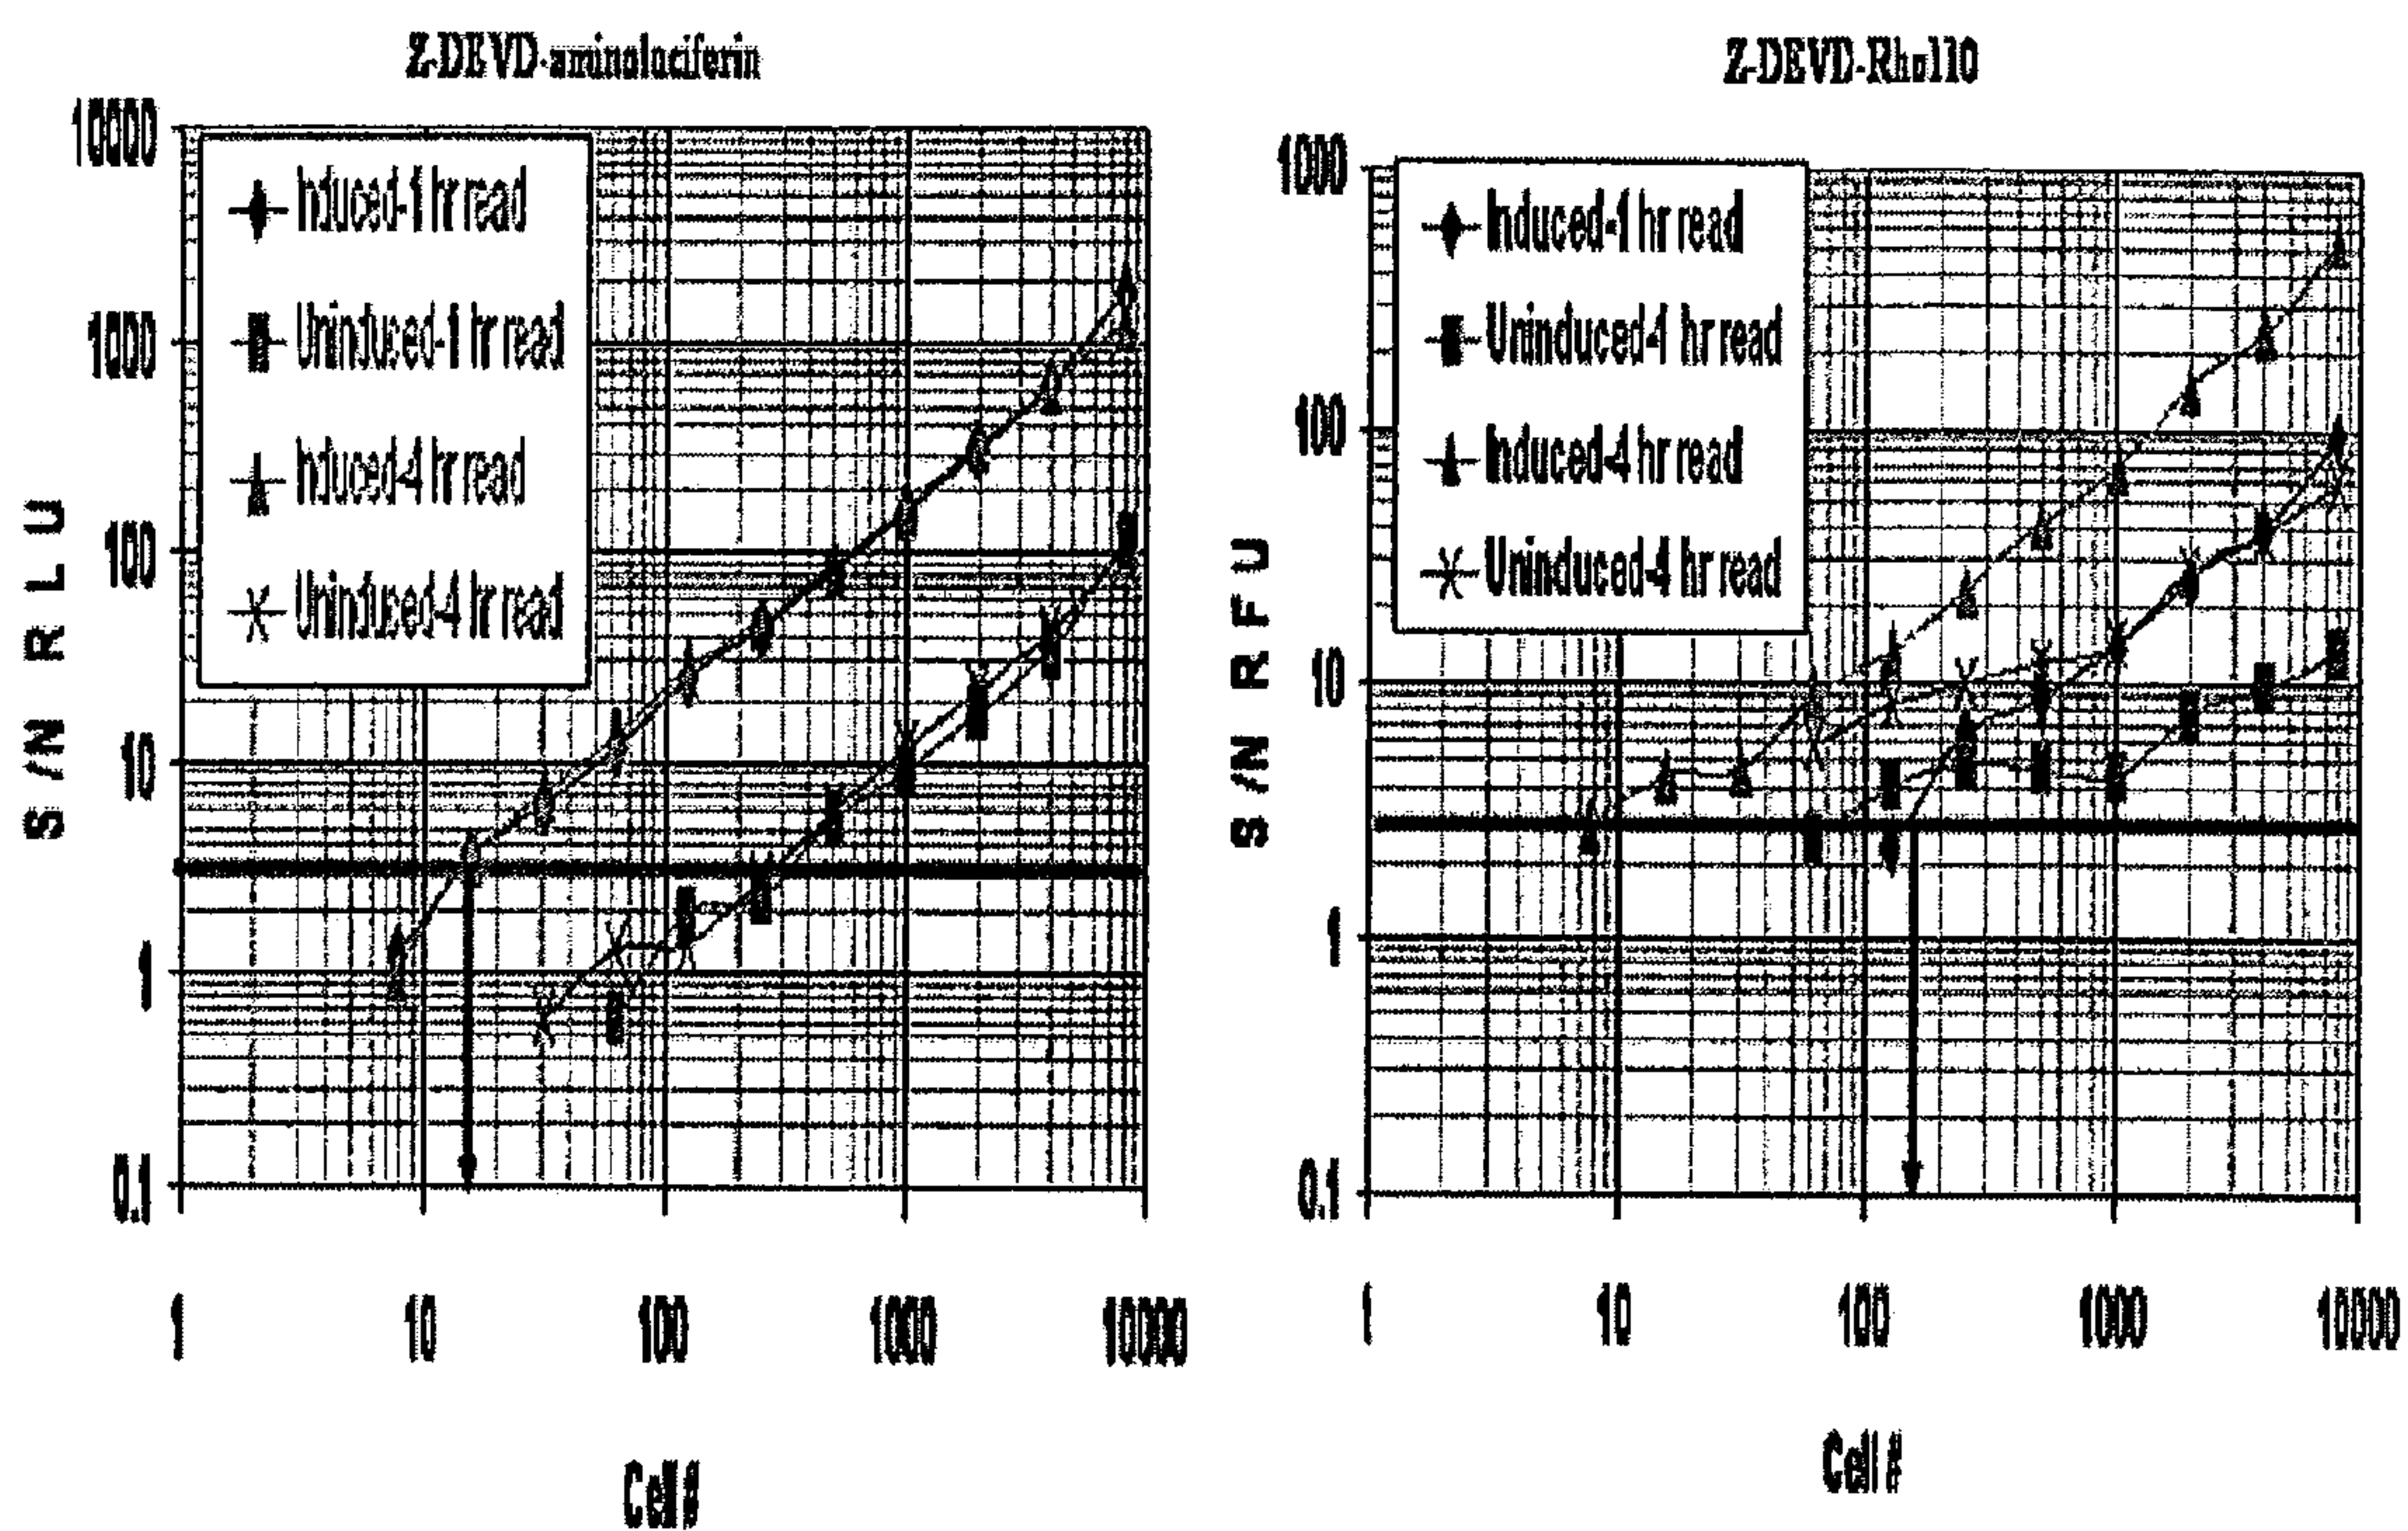 Z-DEVD-aminoluciferin
10000
1000
100
10
1
0.1
S/N RLU
Induced-1 hr read
Uninduced-1 hr read
Induced-4 hr read
Uninduced-4 hr read
1 10 100 1000 10000
Cell #
Z-DEVD-Rho110
1000
100
10
1
0.1
S/N RFU
Induced-1 hr read
Uninduced-1 hr read
Induced-4 hr read
Uninduced-4 hr read
1 10 100 1000 10000
Cell #